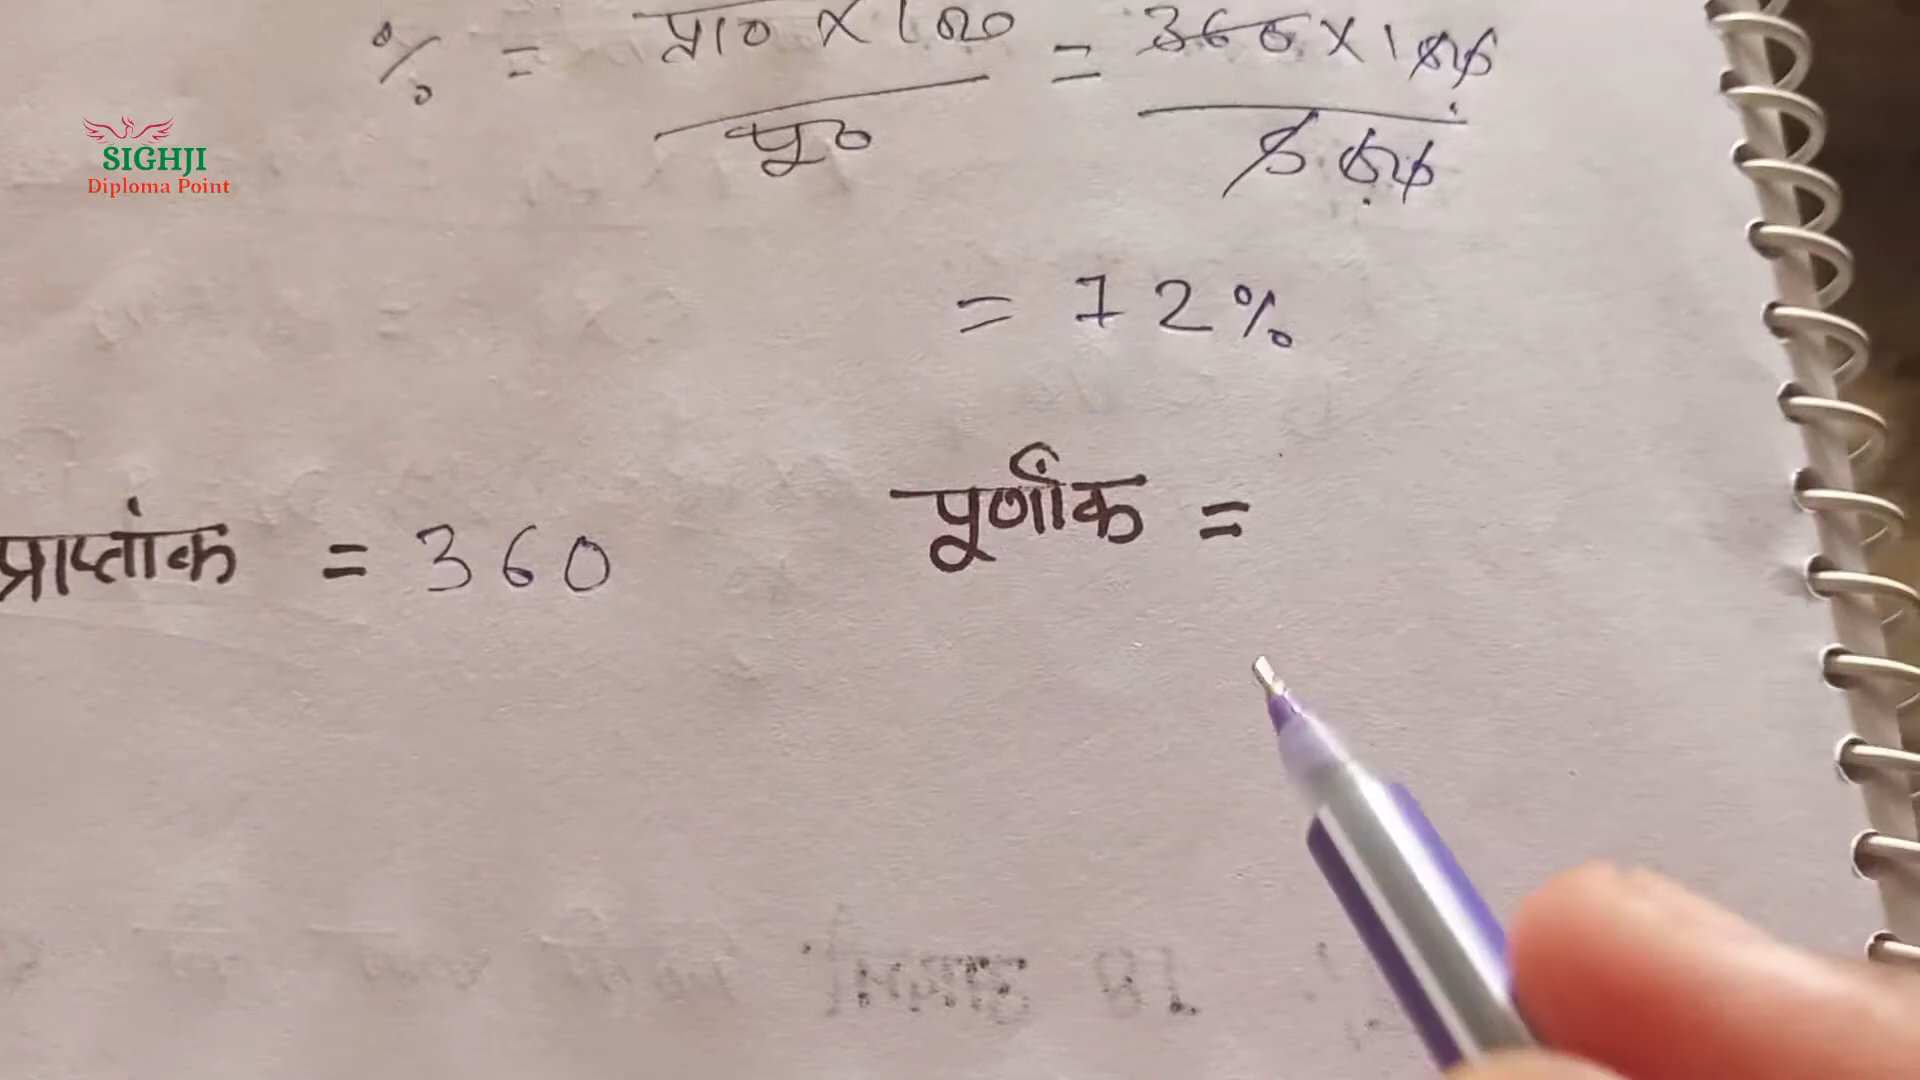 % = प्रा० X 100 / पू० = 360 X 100 / 500
SIGHJI
Diploma Point
= 72%
प्राप्तांक = 360
पूर्णांक =